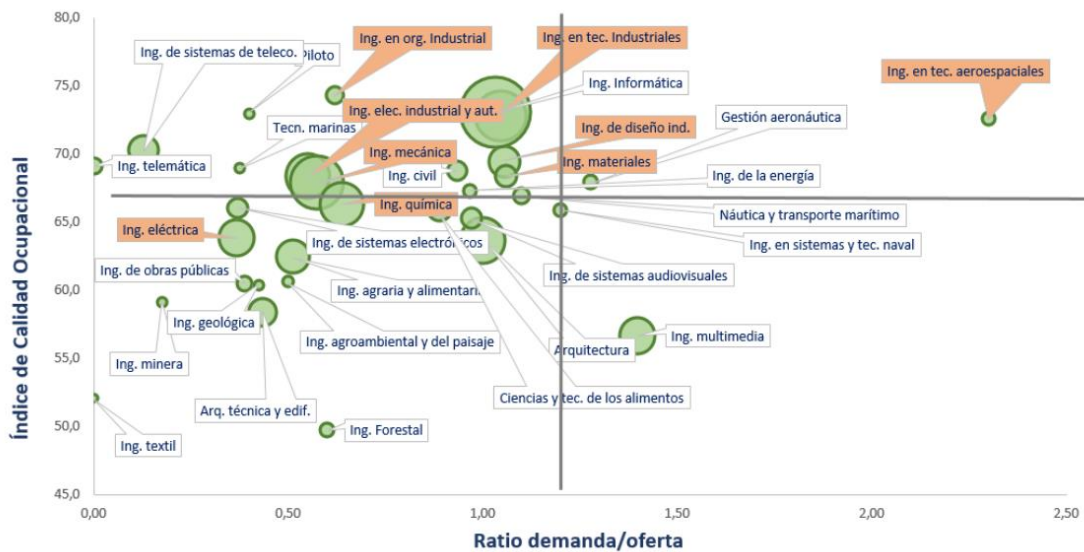 80,0
75,0
70,0
65,0
60,0
55,0
50,0
45,0
Índice de Calidad Ocupacional
Ing. de sistemas de teleco.
Piloto
Ing. en org. Industrial
Ing. en tec. Industriales
Ing. en tec. aeroespaciales
Ing. Informática
Ing. elec. industrial y aut.
Gestión aeronáutica
Tecn. marinas
Ing. de diseño ind.
Ing. mecánica
Ing. materiales
Ing. telemática
Ing. civil
Ing. de la energía
Ing. química
Náutica y transporte marítimo
Ing. eléctrica
Ing. de sistemas electrónicos
Ing. en sistemas y tec. naval
Ing. de obras públicas
Ing. de sistemas audiovisuales
Ing. agraria y alimentaria
Ing. geológica
Ing. multimedia
Ing. agroambiental y del paisaje
Arquitectura
Ing. minera
Ciencias y tec. de los alimentos
Arq. técnica y edif.
Ing. textil
Ing. Forestal
0,00
0,50
1,00
1,50
2,00
2,50
Ratio demanda/oferta